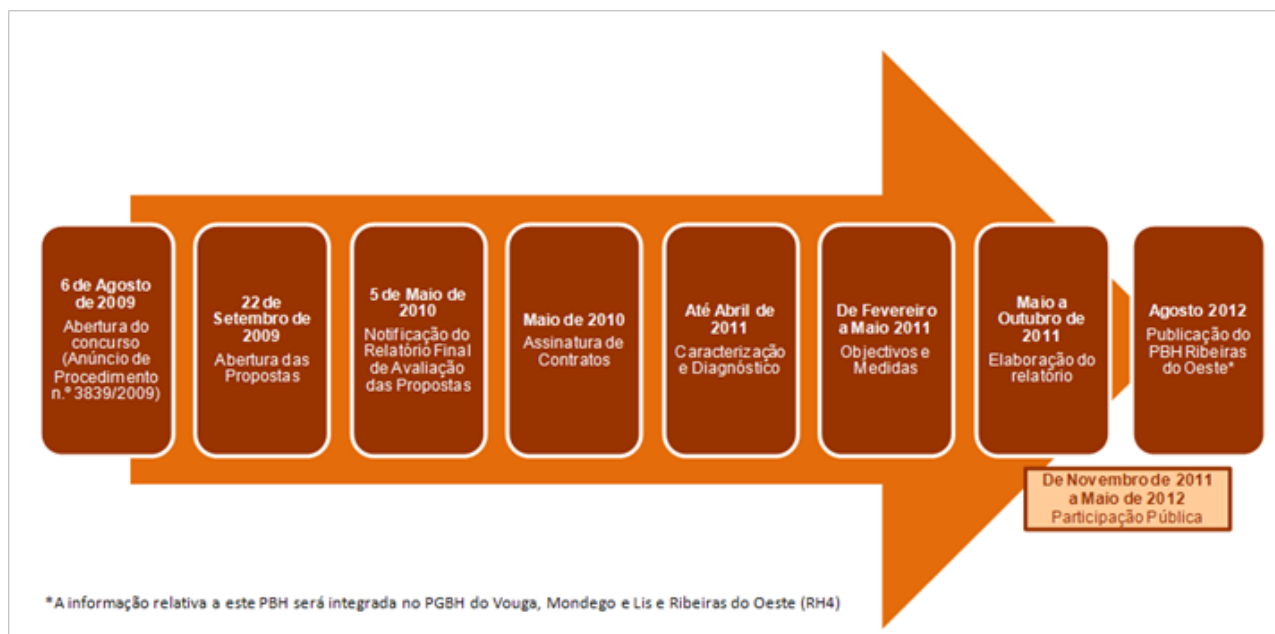 6 de Agosto
de 2009
Abertura do
concurso
(Anúncio de
Procedimento
n.º 3839/2009)
22 de
Setembro de
2009
Abertura das
Propostas
5 de Maio de
2010
Notificação do
Relatório Final
de Avaliação
das Propostas
Maio de 2010
Assinatura de
Contratos
Até Abril de
2011
Caracterização
e Diagnóstico
De Fevereiro
a Maio 2011
Objectivos e
Medidas
Maio a
Outubro de
2011
Elaboração do
relatório
Agosto 2012
Publicação do
PBH Ribeiras
do Oeste*
De Novembro de 2011
a Maio de 2012
Participação Pública
*A informação relativa a este PBH será integrada no PGBH do Vouga, Mondego e Lis e Ribeiras do Oeste (RH4)